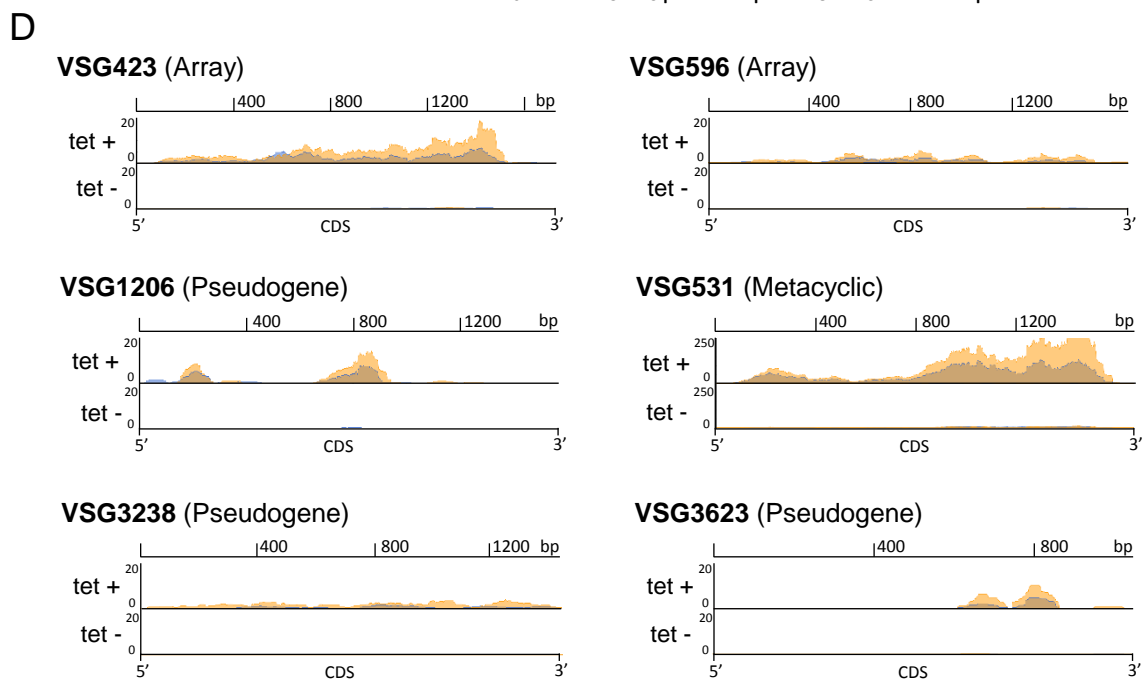 D
VSG423 (Array)
400 800 1200 bp
tet +
20
0
tet -
20
0
5’ CDS 3’
VSG596 (Array)
400 800 1200 bp
tet +
20
0
tet -
20
0
5’ CDS 3’
VSG1206 (Pseudogene)
400 800 1200 bp
tet +
20
0
tet -
20
0
5’ CDS 3’
VSG531 (Metacyclic)
400 800 1200 bp
tet +
250
0
tet -
250
0
5’ CDS 3’
VSG3238 (Pseudogene)
400 800 1200 bp
tet +
20
0
tet -
20
0
5’ CDS 3’
VSG3623 (Pseudogene)
400 800 bp
tet +
20
0
tet -
20
0
5’ CDS 3’